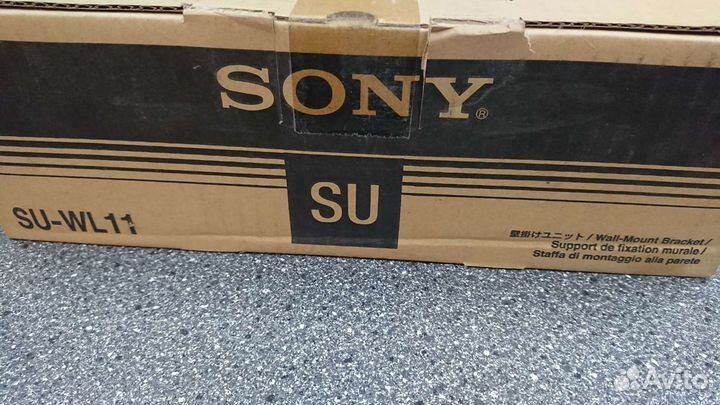 SONY®
SU
SU-WL11
壁掛けユニット / Wall-Mount Bracket /
Support de fixation murale /
Staffa di montaggio alla parete
Avito